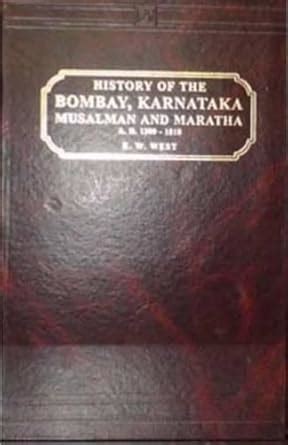 HISTORY OF THE
BOMBAY, KARNATAKA
MUSALMAN AND MARATHA
A. D. 1300 - 1818
E. W. WEST